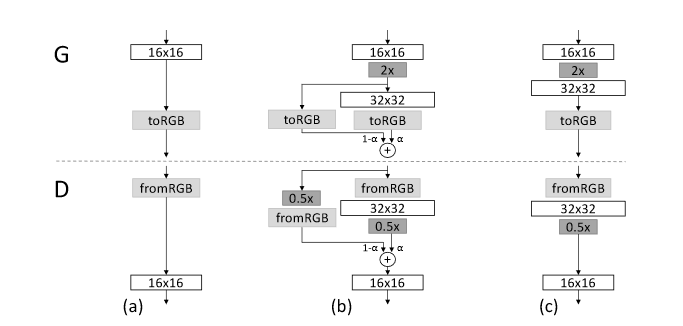 G
16x16
toRGB
16x16
2x
32x32
toRGB
toRGB
1-α
α
+
16x16
2x
32x32
toRGB
D
fromRGB
16x16
(a)
0.5x
fromRGB
fromRGB
32x32
0.5x
1-α
α
+
16x16
(b)
fromRGB
32x32
0.5x
16x16
(c)